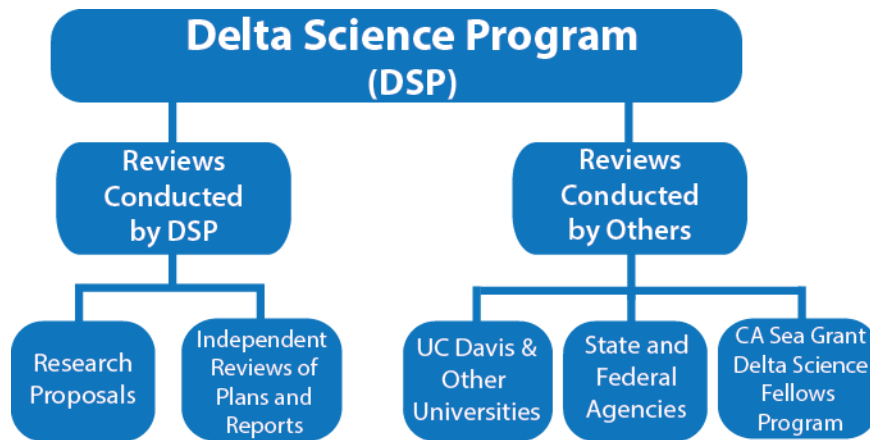 Delta Science Program
(DSP)
Reviews
Conducted
by DSP
Reviews
Conducted
by Others
Research
Proposals
Independent
Reviews of
Plans and
Reports
UC Davis &
Other
Universities
State and
Federal
Agencies
CA Sea Grant
Delta Science
Fellows
Program